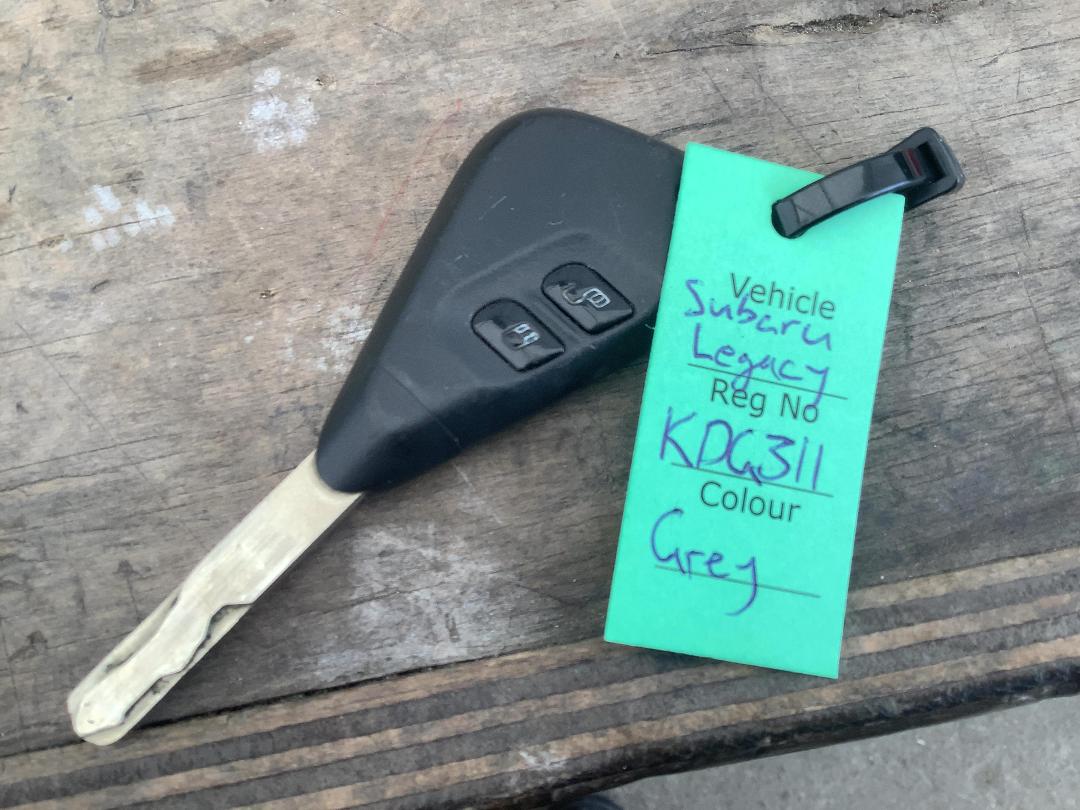 Vehicle
Subaru
Legacy
Reg No
KDG311
Colour
Grey